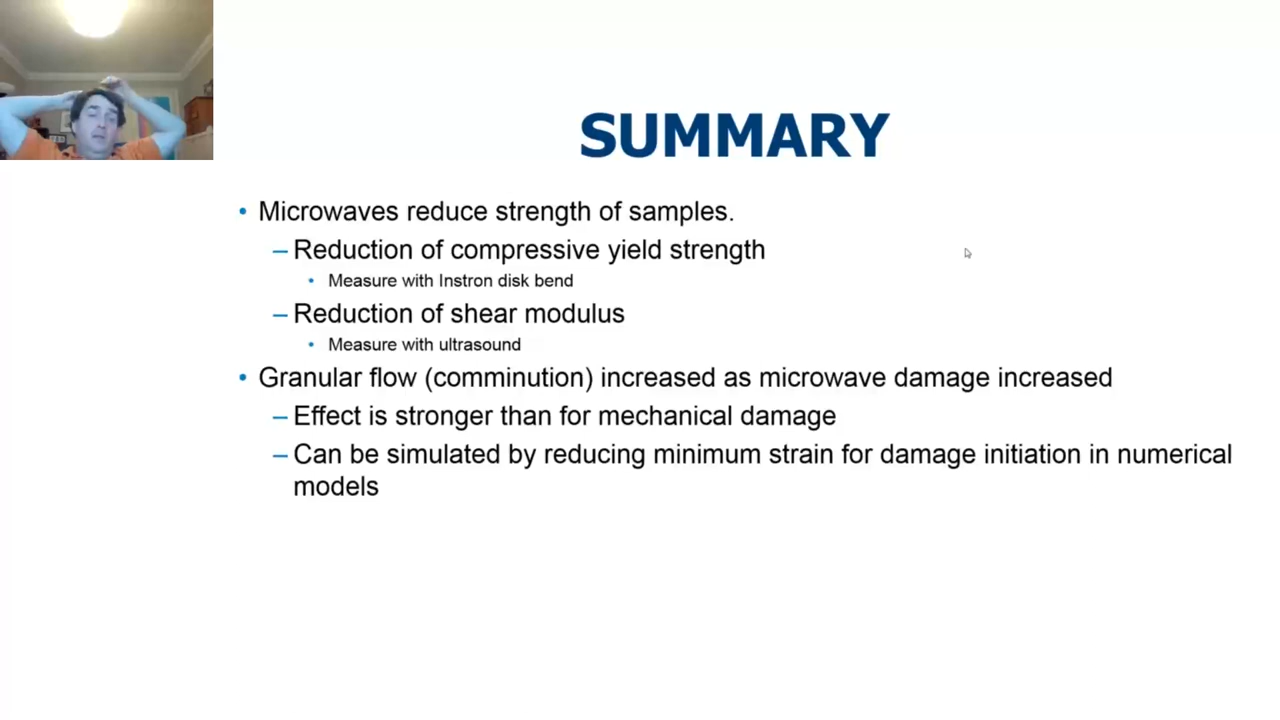 SUMMARY
• Microwaves reduce strength of samples.
– Reduction of compressive yield strength
• Measure with Instron disk bend
– Reduction of shear modulus
• Measure with ultrasound
• Granular flow (comminution) increased as microwave damage increased
– Effect is stronger than for mechanical damage
– Can be simulated by reducing minimum strain for damage initiation in numerical
models